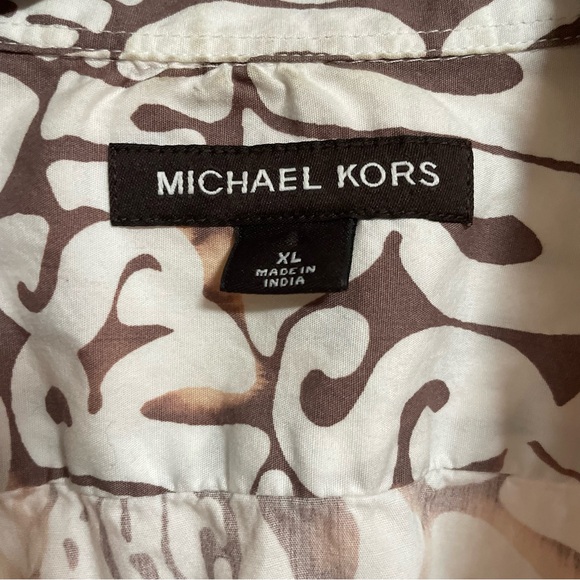 MICHAEL KORS
XL
MADE IN
INDIA